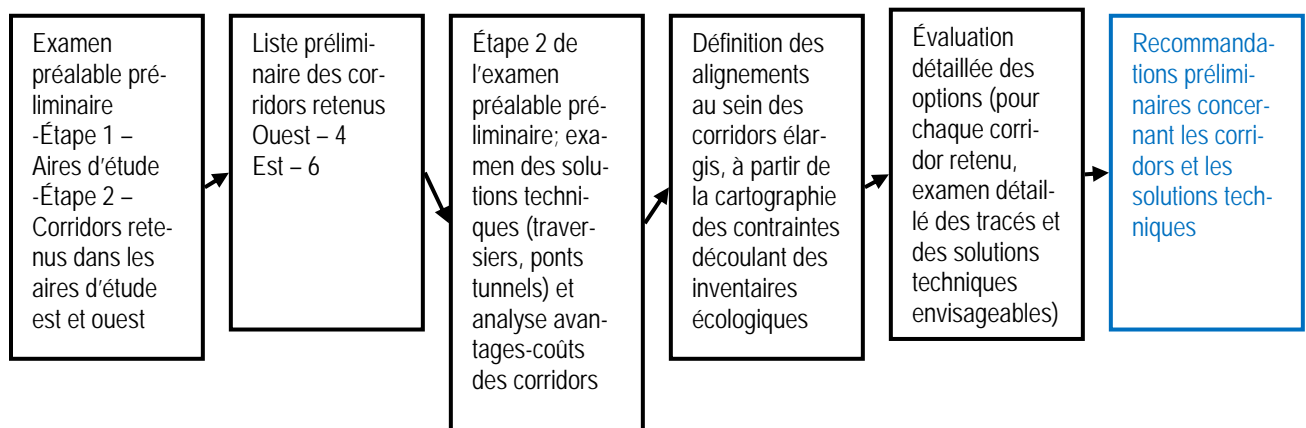 Examen
préalable pré-
liminaire
-Étape 1 –
Aires d'étude
-Étape 2 –
Corridors rete-
nus dans les
aires d'étude
est et ouest
Liste prélimi-
naire des cor-
ridors retenus
Ouest – 4
Est – 6
Étape 2 de
l'examen
préalable pré-
liminaire; exa-
men des solu-
tions techni-
ques (traver-
siers, ponts
tunnels) et
analyse avan-
tages-coûts
des corridors
Définition des
alignements
au sein des
corridors élar-
gis, à partir de
la cartographie
des contraintes
découlant des
inventaires
écologiques
Évaluation
détaillée des
options (pour
chaque corri-
dor retenu,
examen détail-
lé des tracés et
des solutions
techniques
envisageables)
Recommanda-
tions prélimi-
naires concer-
nant les corri-
dors et les
solutions tech-
niques